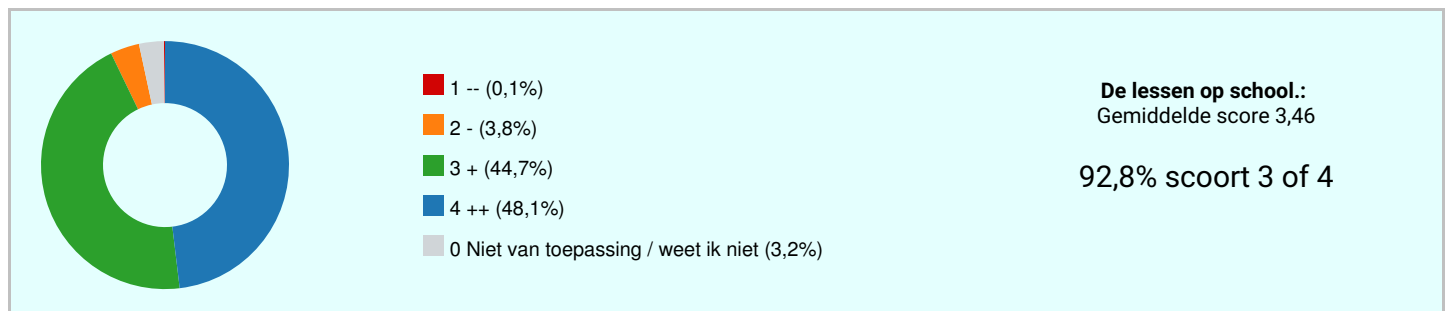 1 -- (0,1%)
2 - (3,8%)
3 + (44,7%)
4 ++ (48,1%)
0 Niet van toepassing / weet ik niet (3,2%)
De lessen op school.:
Gemiddelde score 3,46
92,8% scoort 3 of 4